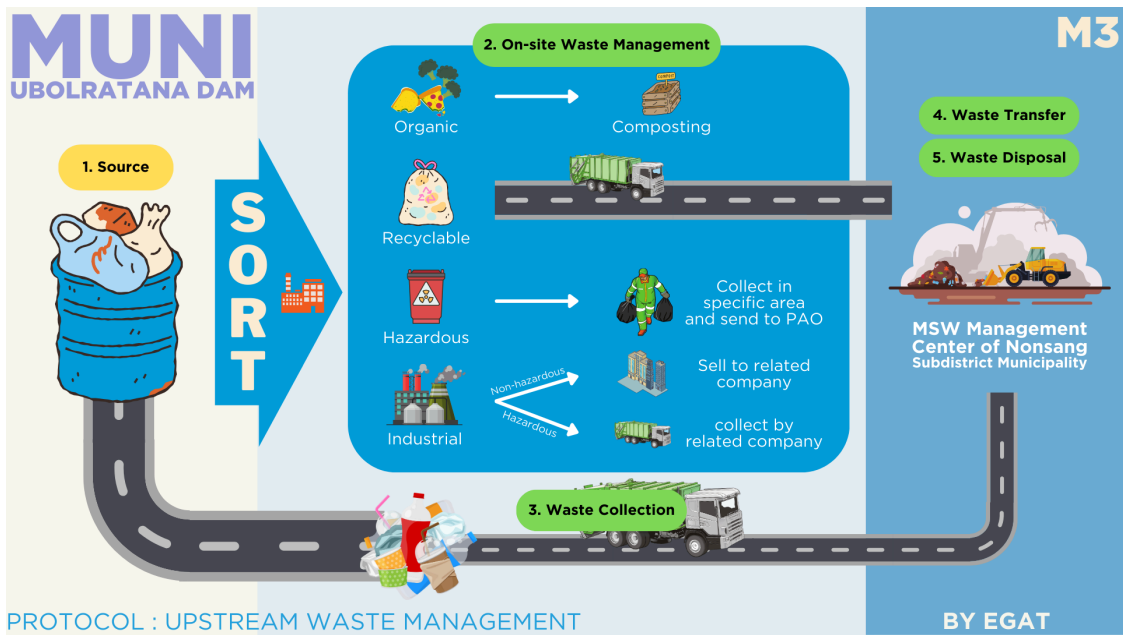 MUNI
UBOLRATANA DAM
M3
1. Source
SORT
2. On-site Waste Management
Organic
COMPOST
Composting
Recyclable
Hazardous
Collect in
specific area
and send to PAO
Industrial
Non-hazardous
Sell to related
company
Hazardous
collect by
related company
3. Waste Collection
4. Waste Transfer
5. Waste Disposal
MSW Management
Center of Nonsang
Subdistrict Municipality
PROTOCOL : UPSTREAM WASTE MANAGEMENT
BY EGAT